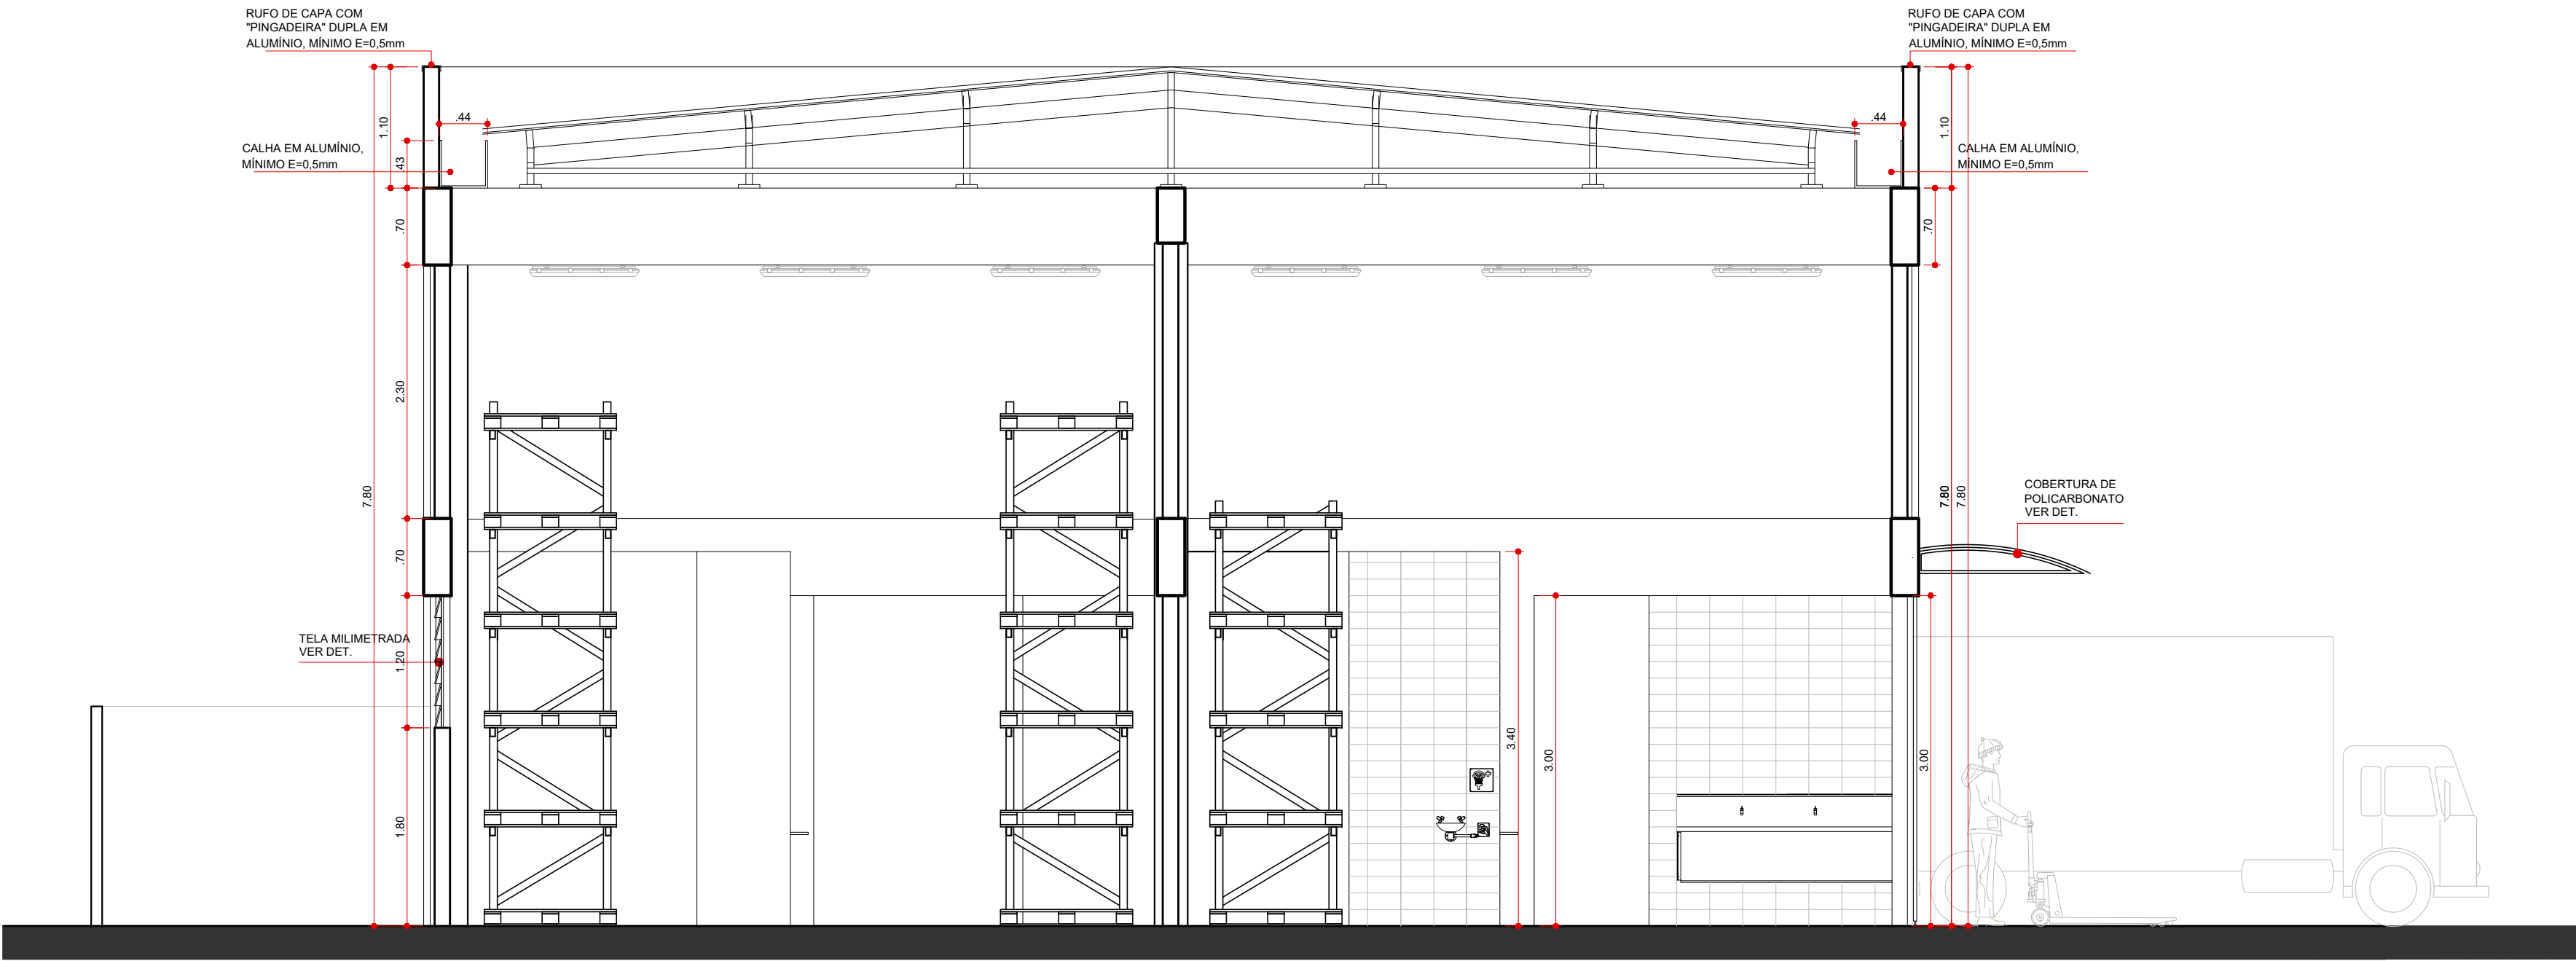 RUFO DE CAPA COM
"PINGADEIRA" DUPLA EM
ALUMÍNIO, MÍNIMO E=0,5mm
RUFO DE CAPA COM
"PINGADEIRA" DUPLA EM
ALUMÍNIO, MÍNIMO E=0,5mm
.44
.44
1.10
1.10
CALHA EM ALUMÍNIO,
MÍNIMO E=0,5mm
.43
CALHA EM ALUMÍNIO,
MÍNIMO E=0,5mm
.70
.70
2.30
7.80
7.80
7.80
COBERTURA DE
POLICARBONATO
VER DET.
.70
TELA MILIMETRADA
VER DET.
1.20
3.40
3.00
3.00
1.80